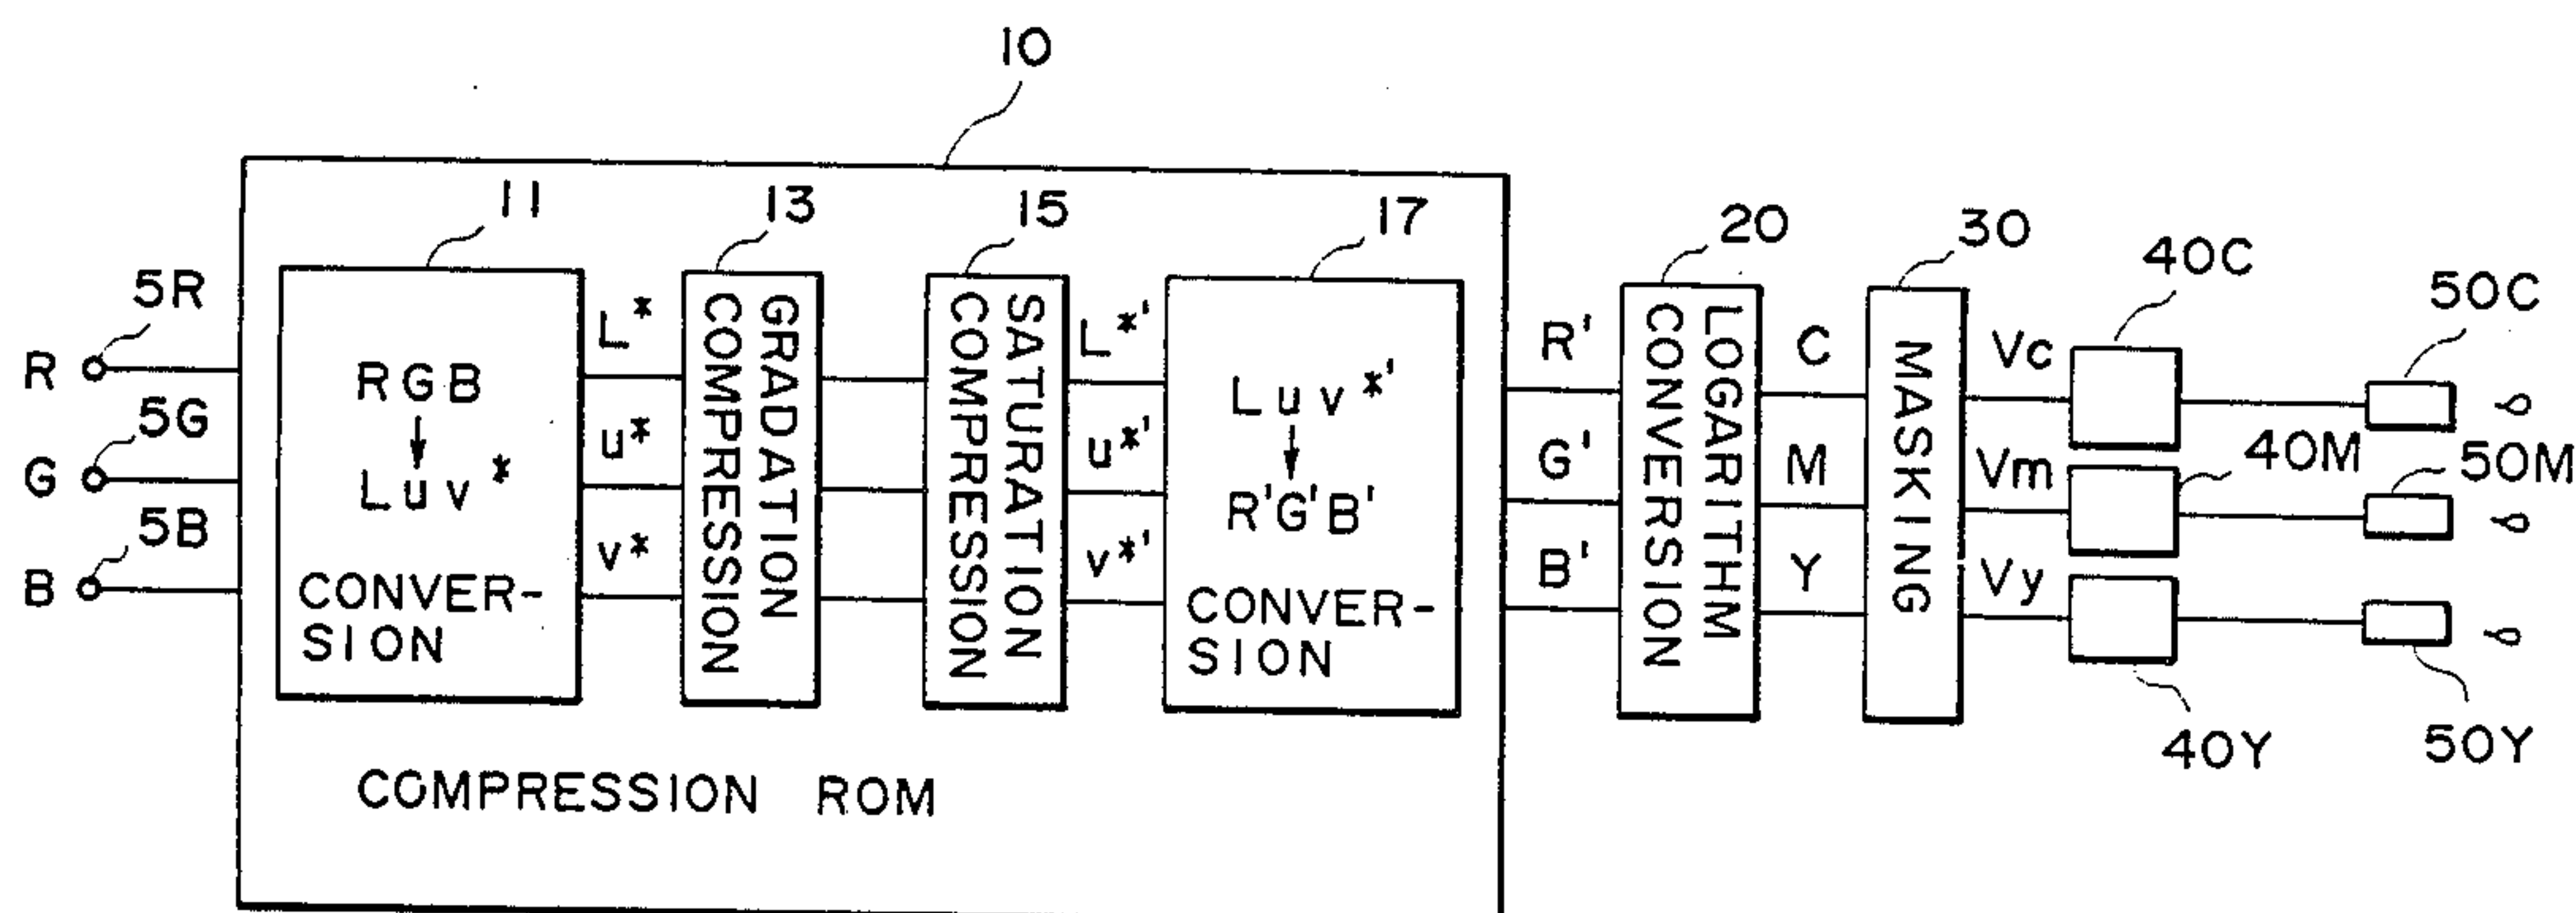 10
11
13
15
17
20
30
40C
50C
5R
R
5G
G
5B
B
RGB
Luv*
CONVER-
SION
L*
u*
v*
GRADATION
COMPRESSION
SATURATION
COMPRESSION
L*'
u*'
v*'
Luv*'
R'G'B'
CONVER-
SION
COMPRESSION ROM
R'
G'
B'
LOGARITHM
CONVERSION
C
M
Y
MASKING
Vc
Vm
Vy
40M
50M
40Y
50Y